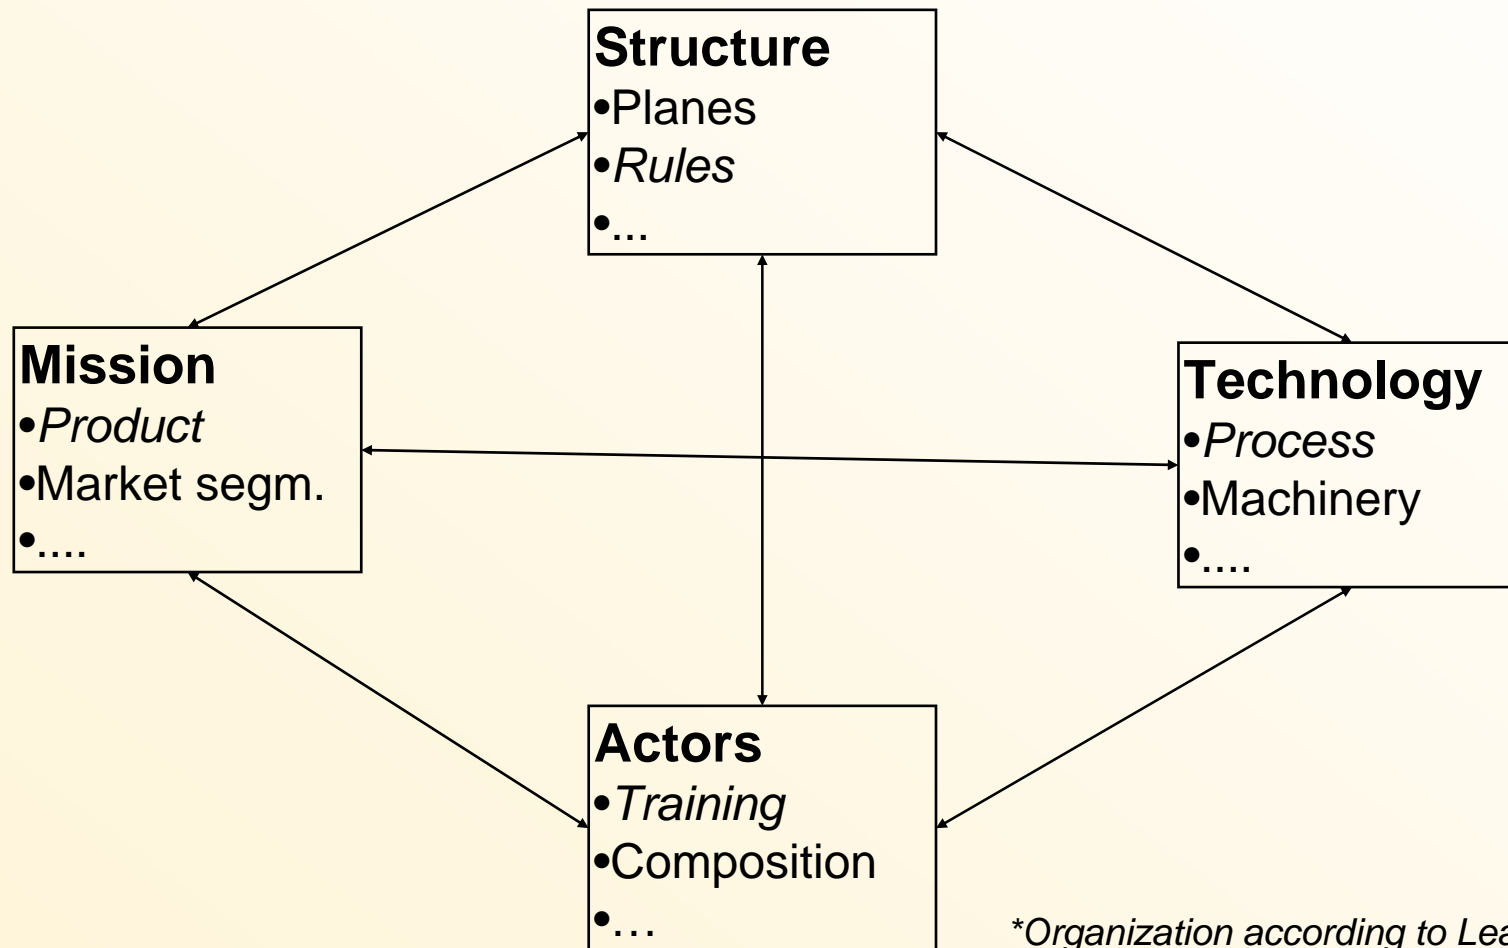 Structure
•Planes
•Rules
•...
Mission
•Product
•Market segm.
•....
Technology
•Process
•Machinery
•....
Actors
•Training
•Composition
•...
*Organization according to